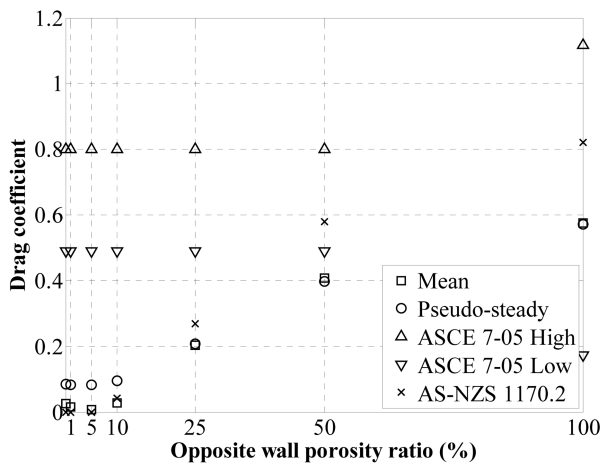 1.2
1
0.8
0.6
0.4
0.2
0
Drag coefficient
Mean
Pseudo-steady
ASCE 7-05 High
ASCE 7-05 Low
AS-NZS 1170.2
1 5 10 25 50 100
Opposite wall porosity ratio (%)